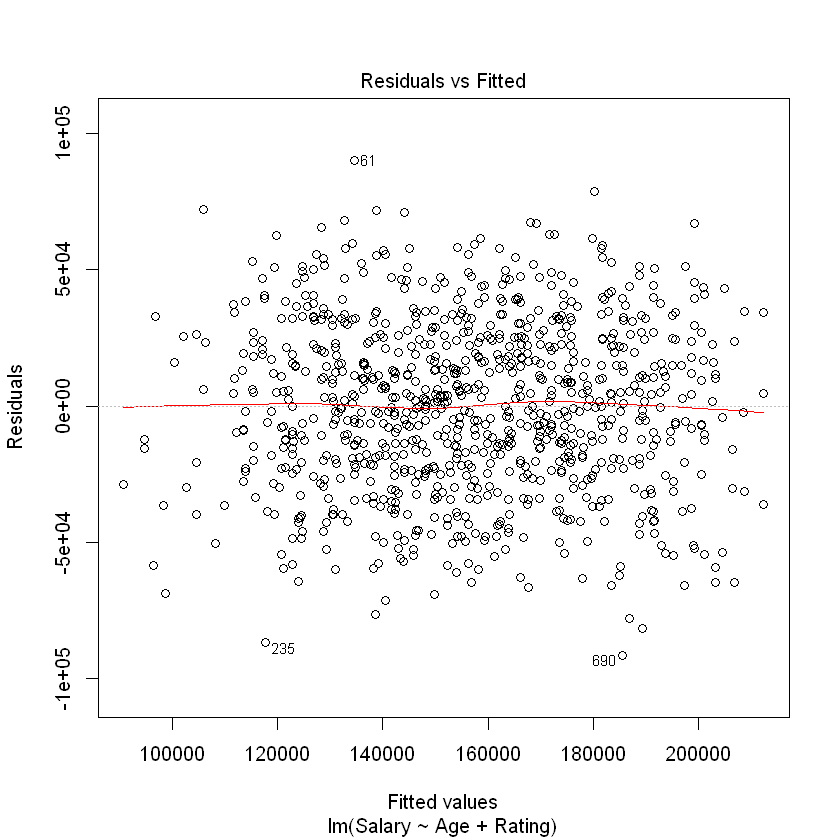 Residuals vs Fitted
1e+05
5e+04
0e+00
-5e+04
-1e+05
Residuals
61
235
690
100000 120000 140000 160000 180000 200000
Fitted values
lm(Salary ~ Age + Rating)